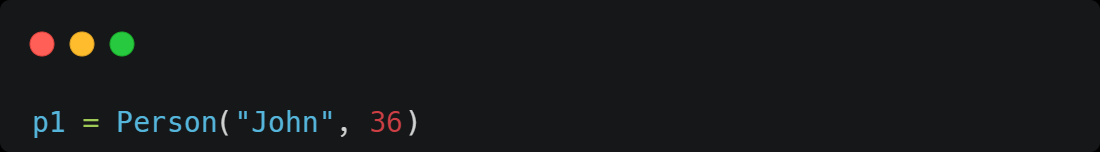 p1 = Person("John", 36)